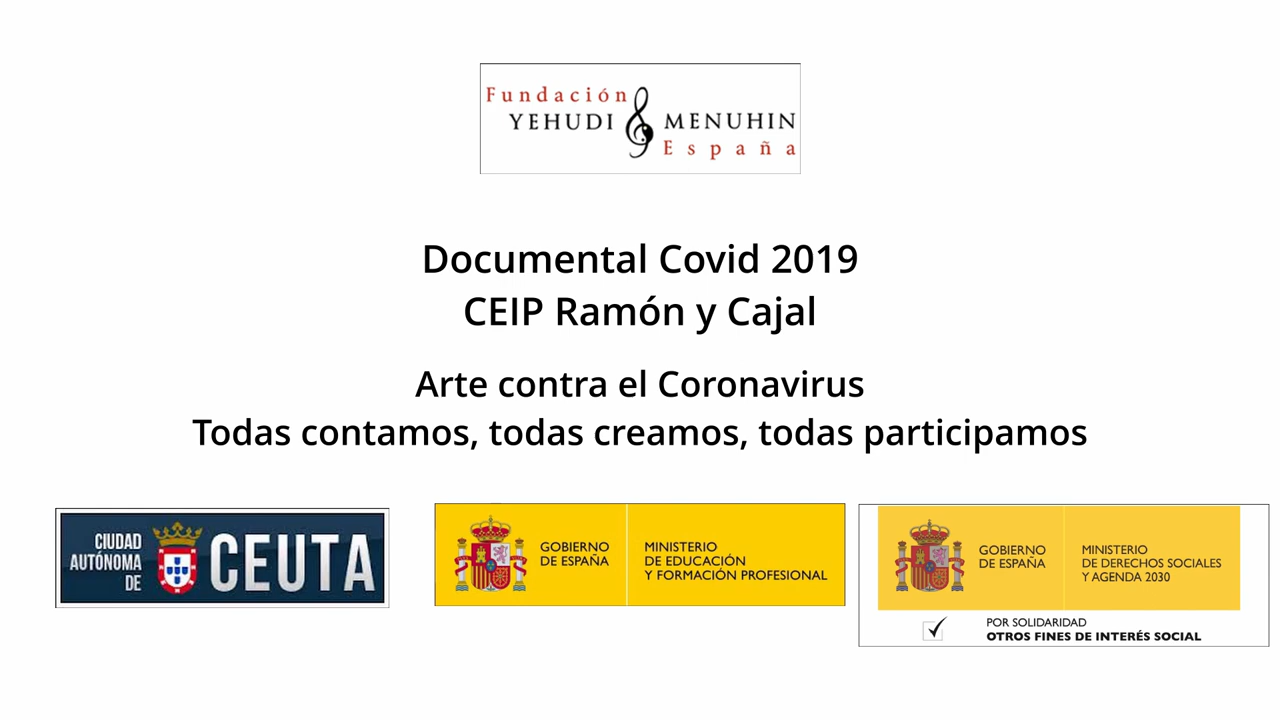 Fundación
YEHUDI MENUHIN
España
Documental Covid 2019
CEIP Ramón y Cajal
Arte contra el Coronavirus
Todas contamos, todas creamos, todas participamos
CIUDAD
AUTÓNOMA
DE
CEUTA
GOBIERNO
DE ESPAÑA
MINISTERIO
DE EDUCACIÓN
Y FORMACIÓN PROFESIONAL
GOBIERNO
DE ESPAÑA
MINISTERIO
DE DERECHOS SOCIALES
Y AGENDA 2030
POR SOLIDARIDAD
OTROS FINES DE INTERÉS SOCIAL